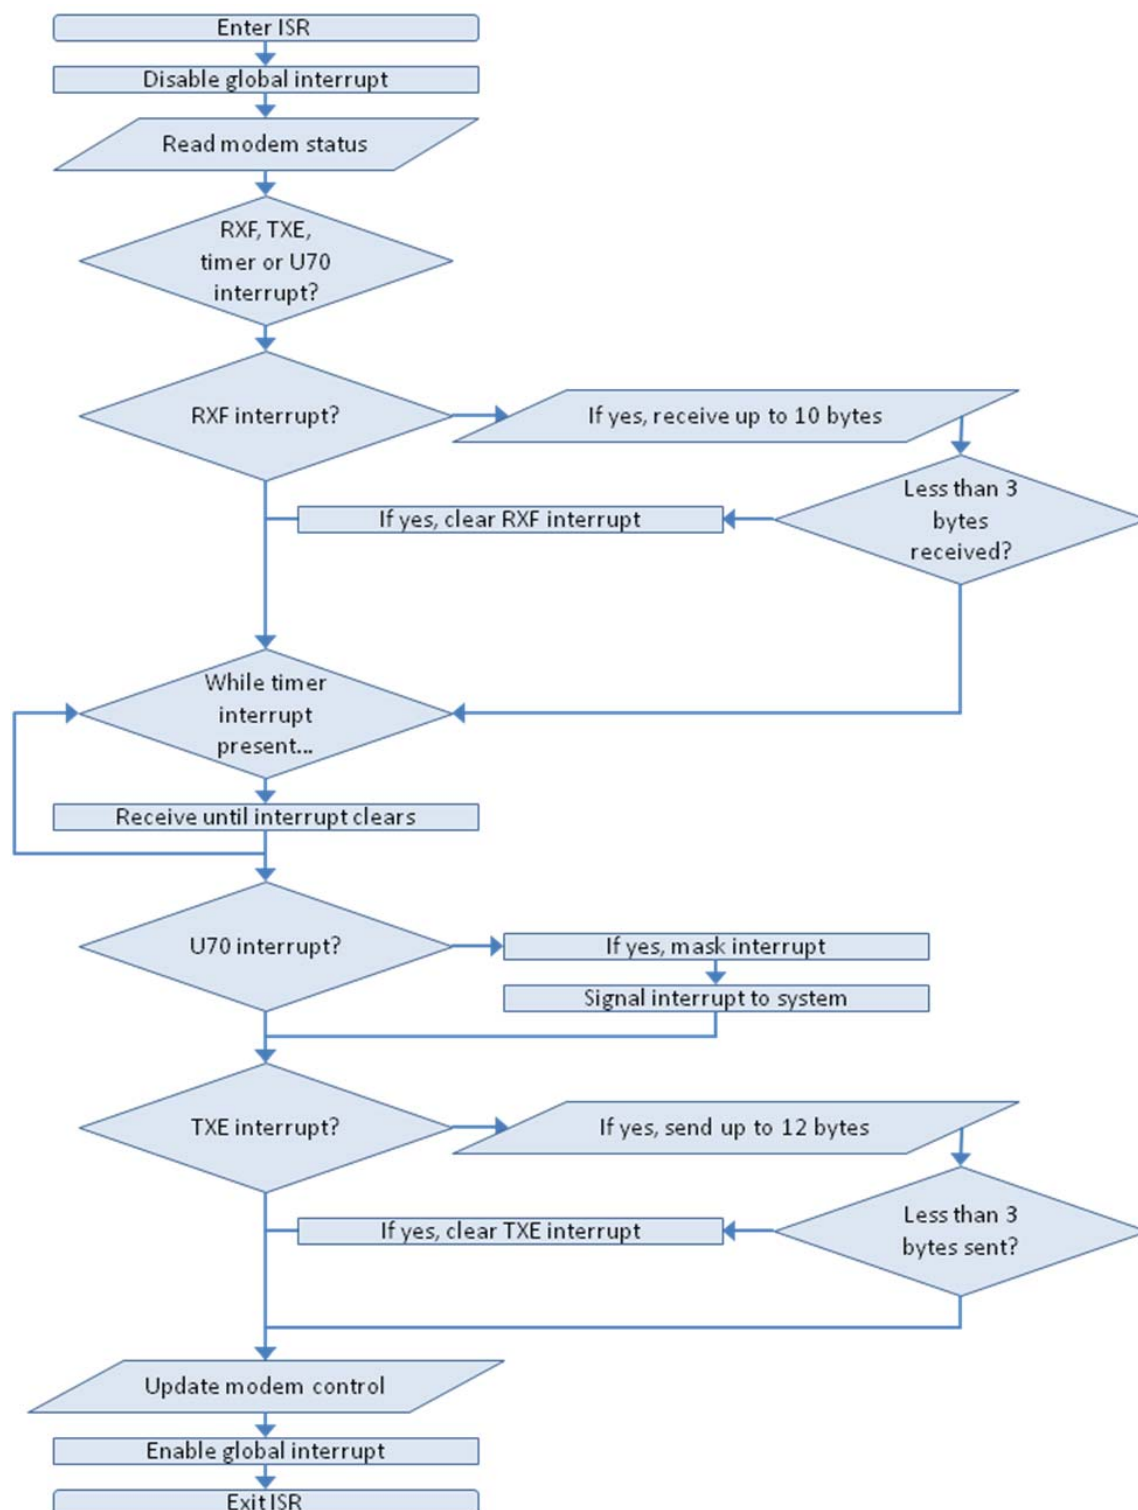 Enter ISR
Disable global interrupt
Read modem status
RXF, TXE,
timer or U70
interrupt?
RXF interrupt?
If yes, receive up to 10 bytes
Less than 3
bytes
received?
If yes, clear RXF interrupt
While timer
interrupt
present...
Receive until interrupt clears
U70 interrupt?
If yes, mask interrupt
Signal interrupt to system
TXE interrupt?
If yes, send up to 12 bytes
Less than 3
bytes sent?
If yes, clear TXE interrupt
Update modem control
Enable global interrupt
Exit ISR